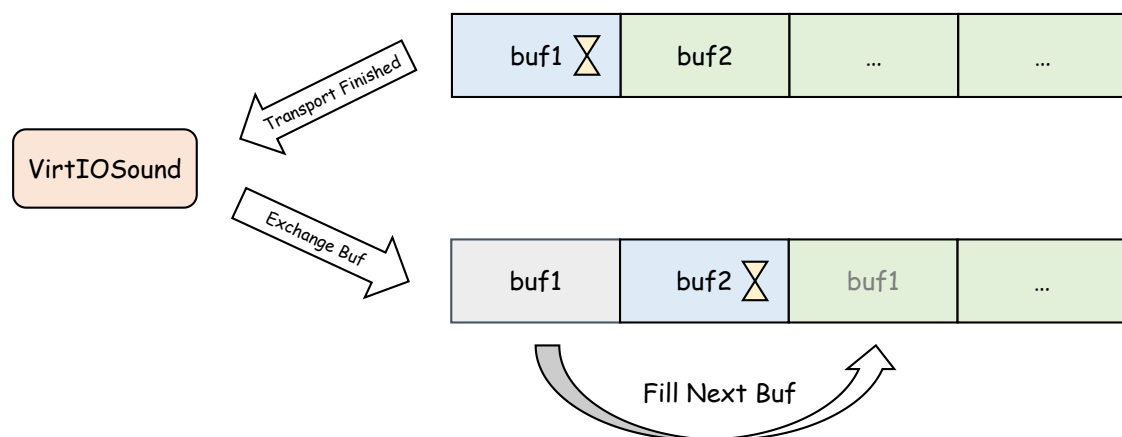 buf1
buf2
...
...
Transport Finished
VirtIOSound
Exchange Buf
buf1
buf2
buf1
...
Fill Next Buf